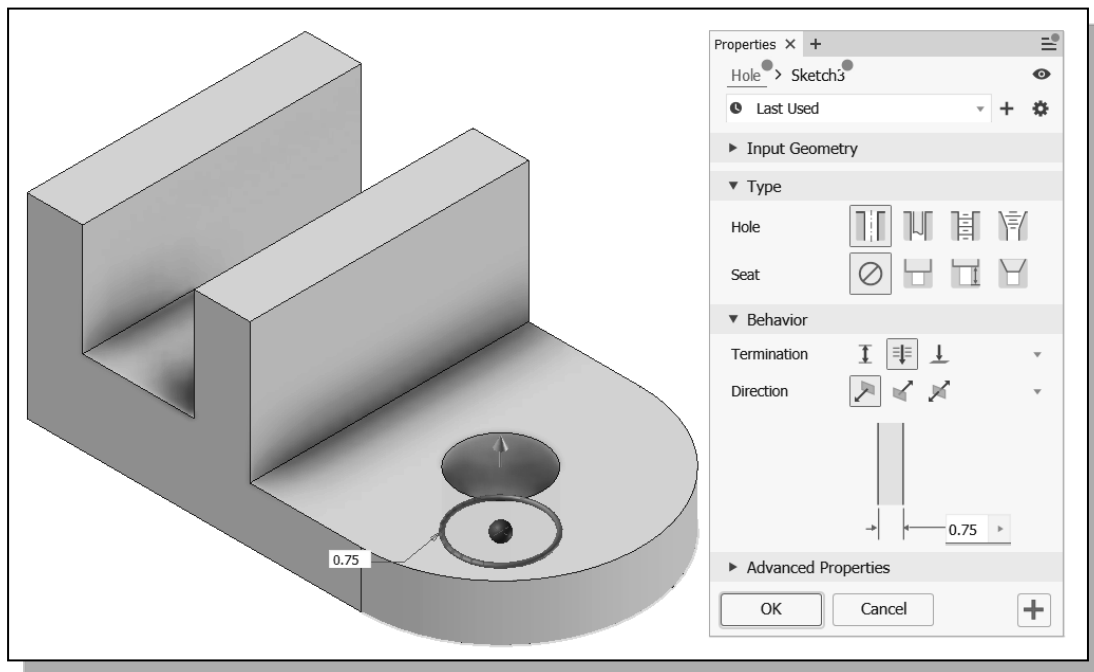 Properties × +
Hole > Sketch3
Last Used
Input Geometry
Type
Hole
Seat
Behavior
Termination
Direction
0.75
0.75
Advanced Properties
OK Cancel